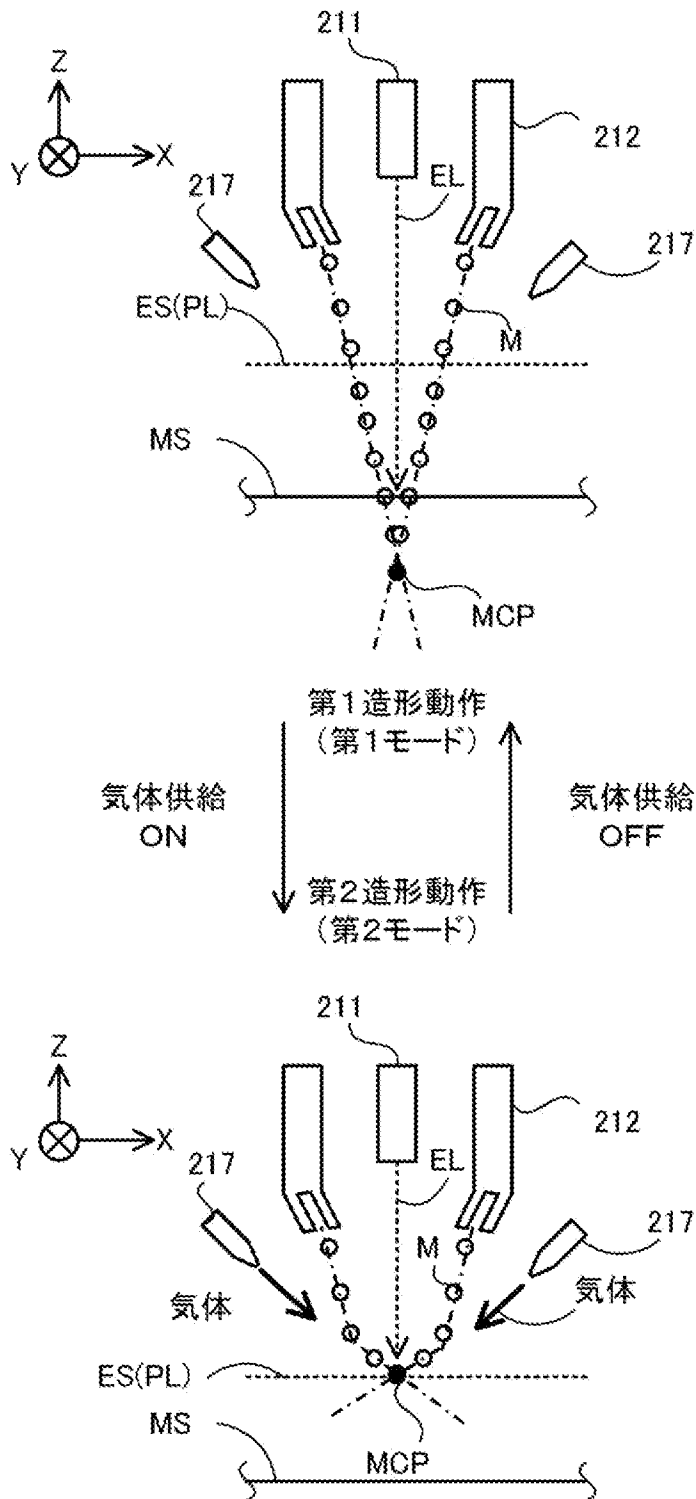 211
Z
212
Y
X
EL
217
217
ES(PL)
M
MS
MCP
第1造形動作
(第1モード)
気体供給
ON
気体供給
OFF
第2造形動作
(第2モード)
211
Z
212
Y
X
EL
217
217
M
気体
気体
ES(PL)
MS
MCP